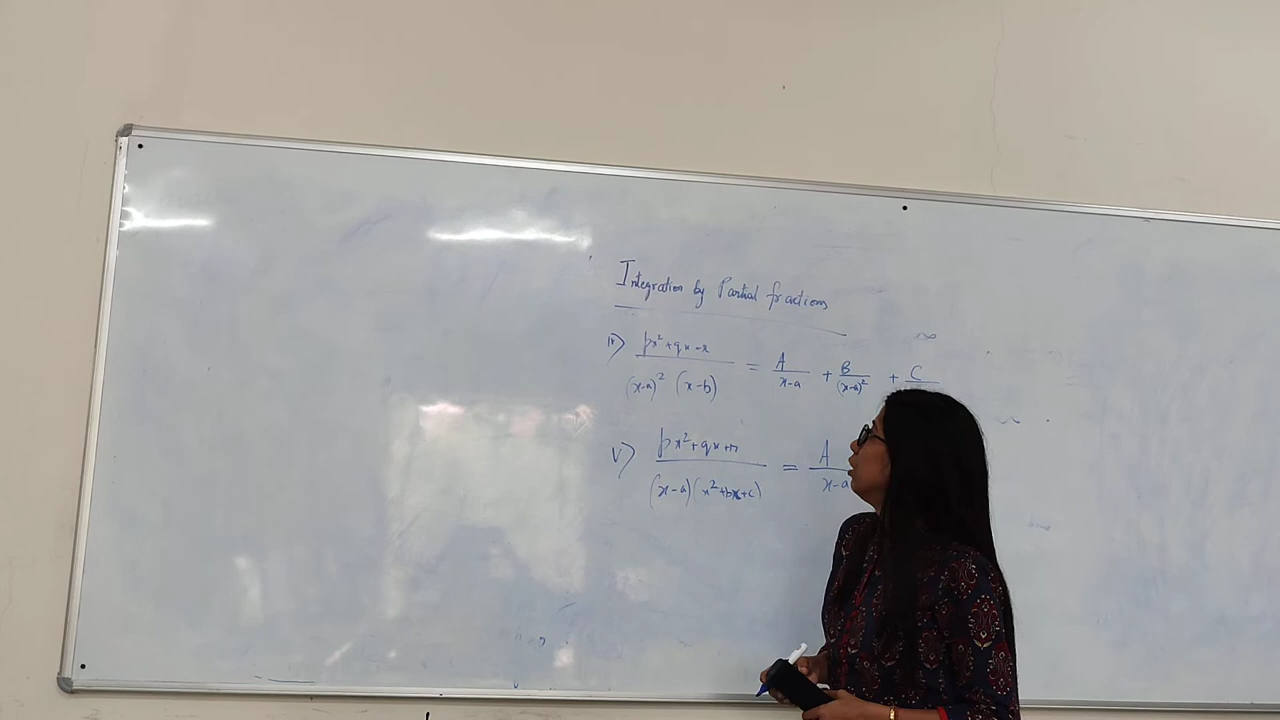 Integration by Partial fractions
iv) px²+qx-r / (x-a)² (x-b) = A / x-a + B / (x-a)² + C
v) px²+qx+r / (x-a)(x²+bx+c) = A / x-a